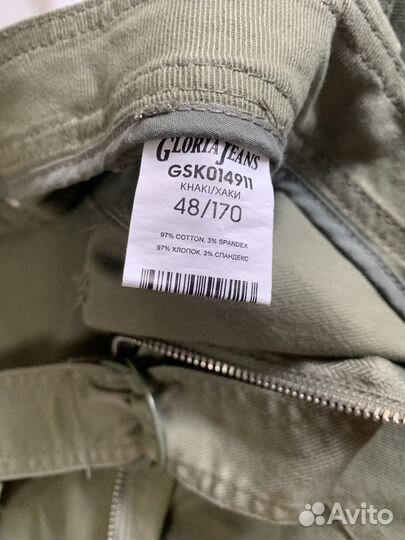 GLORIA JEANS
GSK014911
KHAKI/ХАКИ
48/170
97% COTTON, 3% SPANDEX
97% ХЛОПОК, 3% СПАНДЕКС
Avito